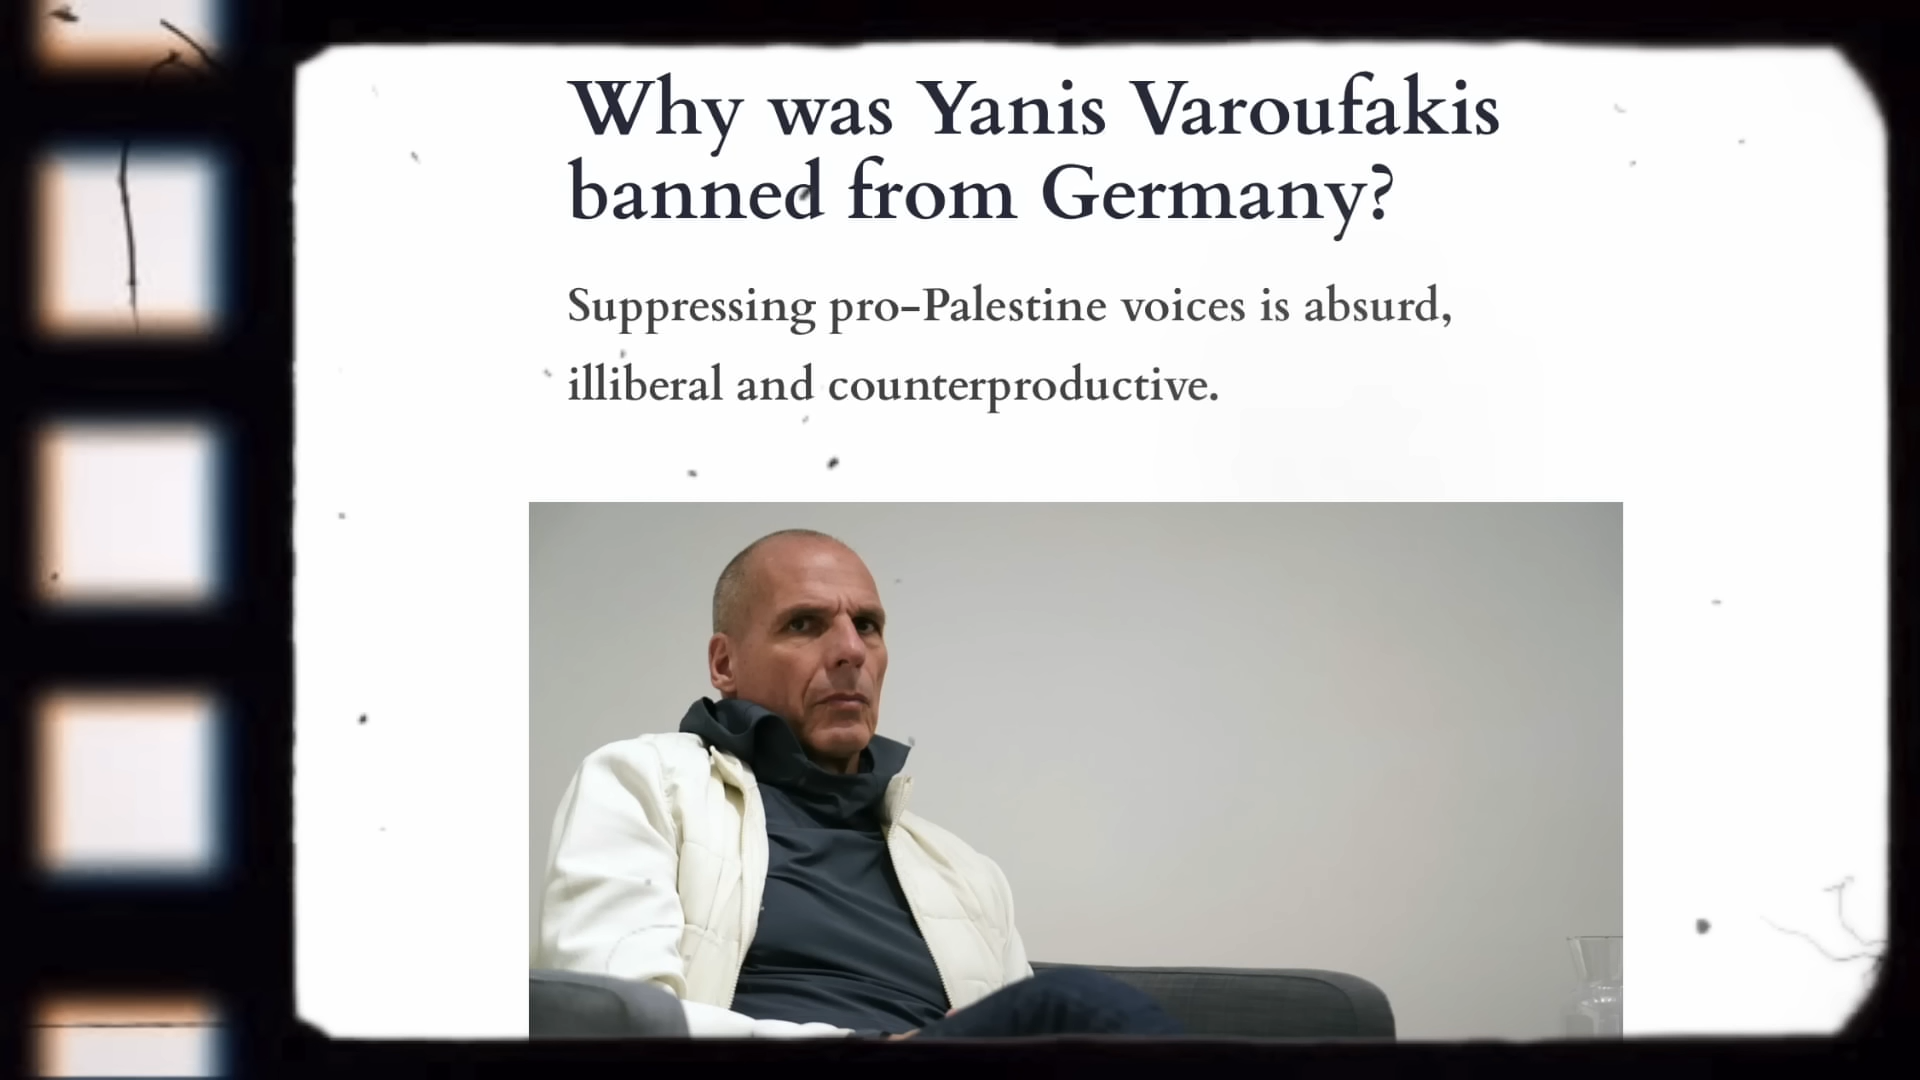 Why was Yanis Varoufakis
banned from Germany?
Suppressing pro-Palestine voices is absurd,
illiberal and counterproductive.